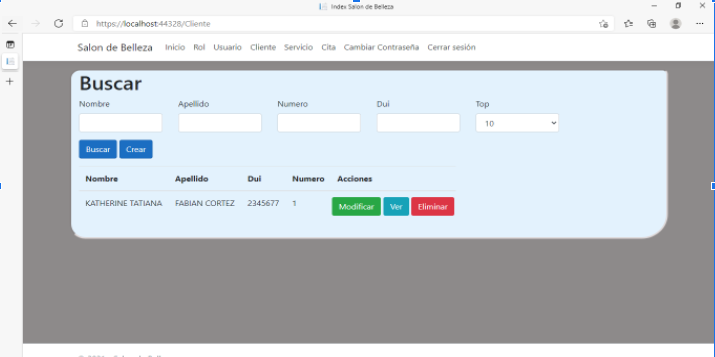 Index Salon de Belleza
https://localhost:44328/Cliente
Salon de Belleza Inicio Rol Usuario Cliente Servicio Cita Cambiar Contraseña Cerrar sesión
Buscar
Nombre Apellido Numero Dui Top
10
Buscar Crear
Nombre Apellido Dui Numero Acciones
KATHERINE TATIANA FABIAN CORTEZ 2345677 1 Modificar Ver Eliminar